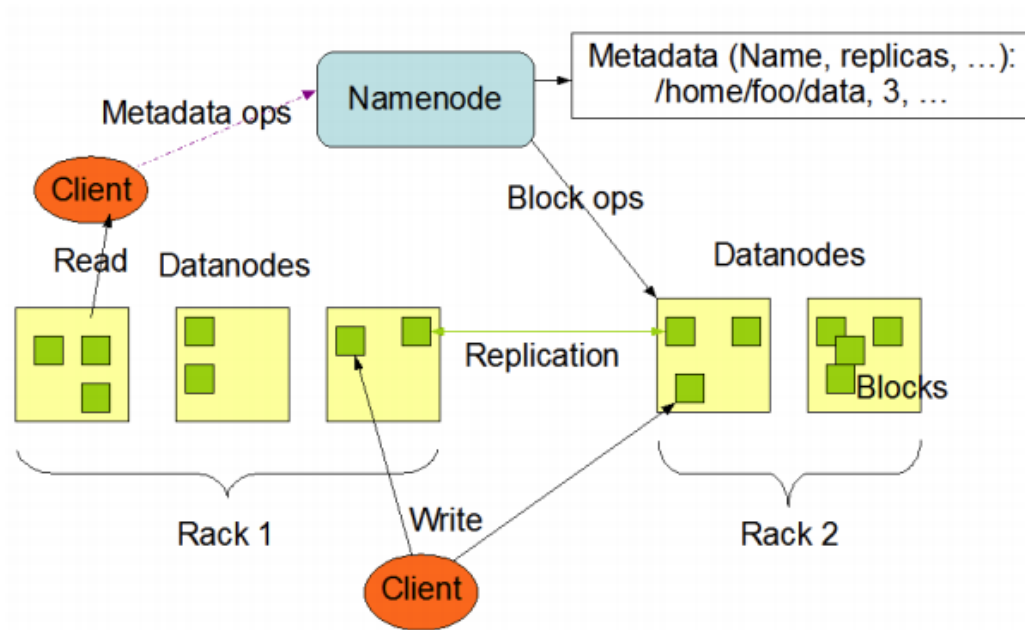 Metadata (Name, replicas, …):
/home/foo/data, 3, …
Namenode
Metadata ops
Client
Block ops
Read
Datanodes
Datanodes
Replication
Blocks
Rack 1
Write
Rack 2
Client